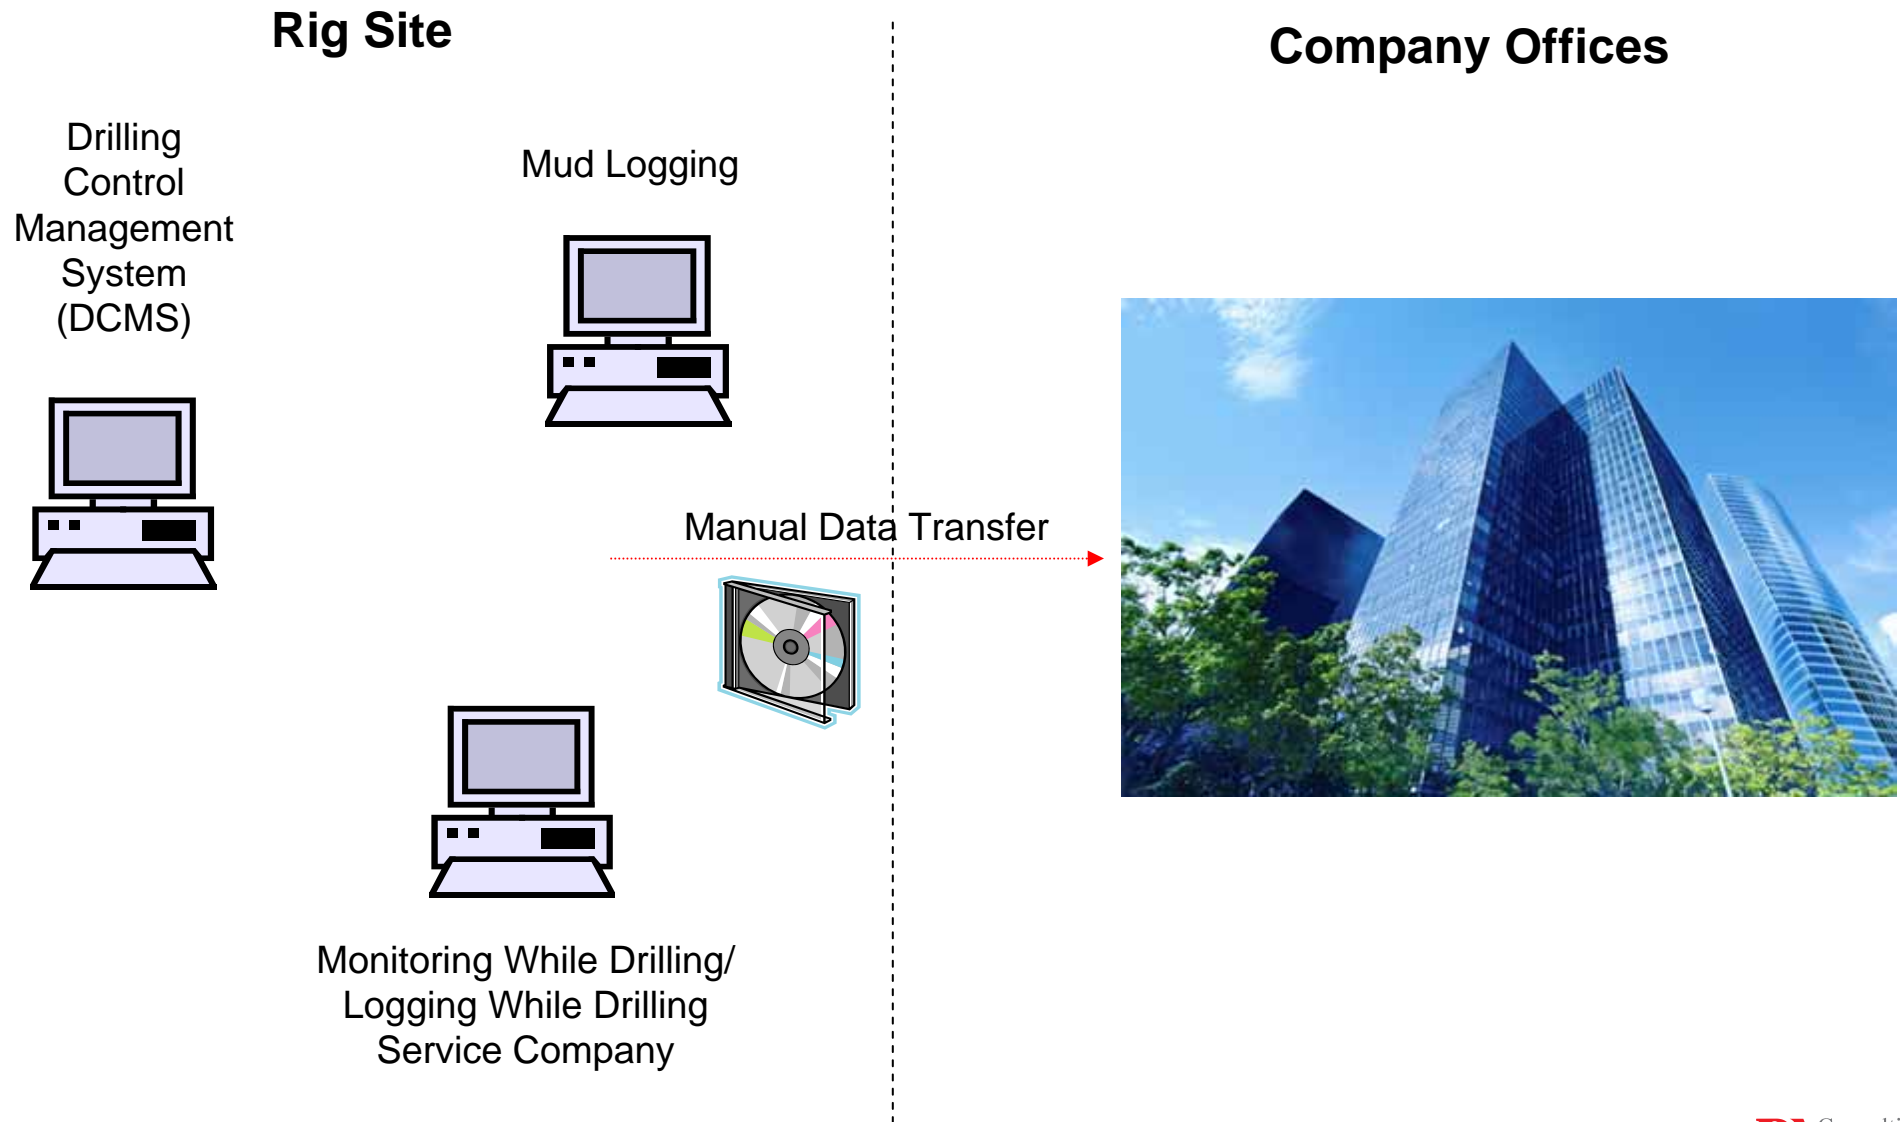 Rig Site
Company Offices
Drilling
Control
Management
System
(DCMS)
Mud Logging
Manual Data Transfer
Monitoring While Drilling/
Logging While Drilling
Service Company